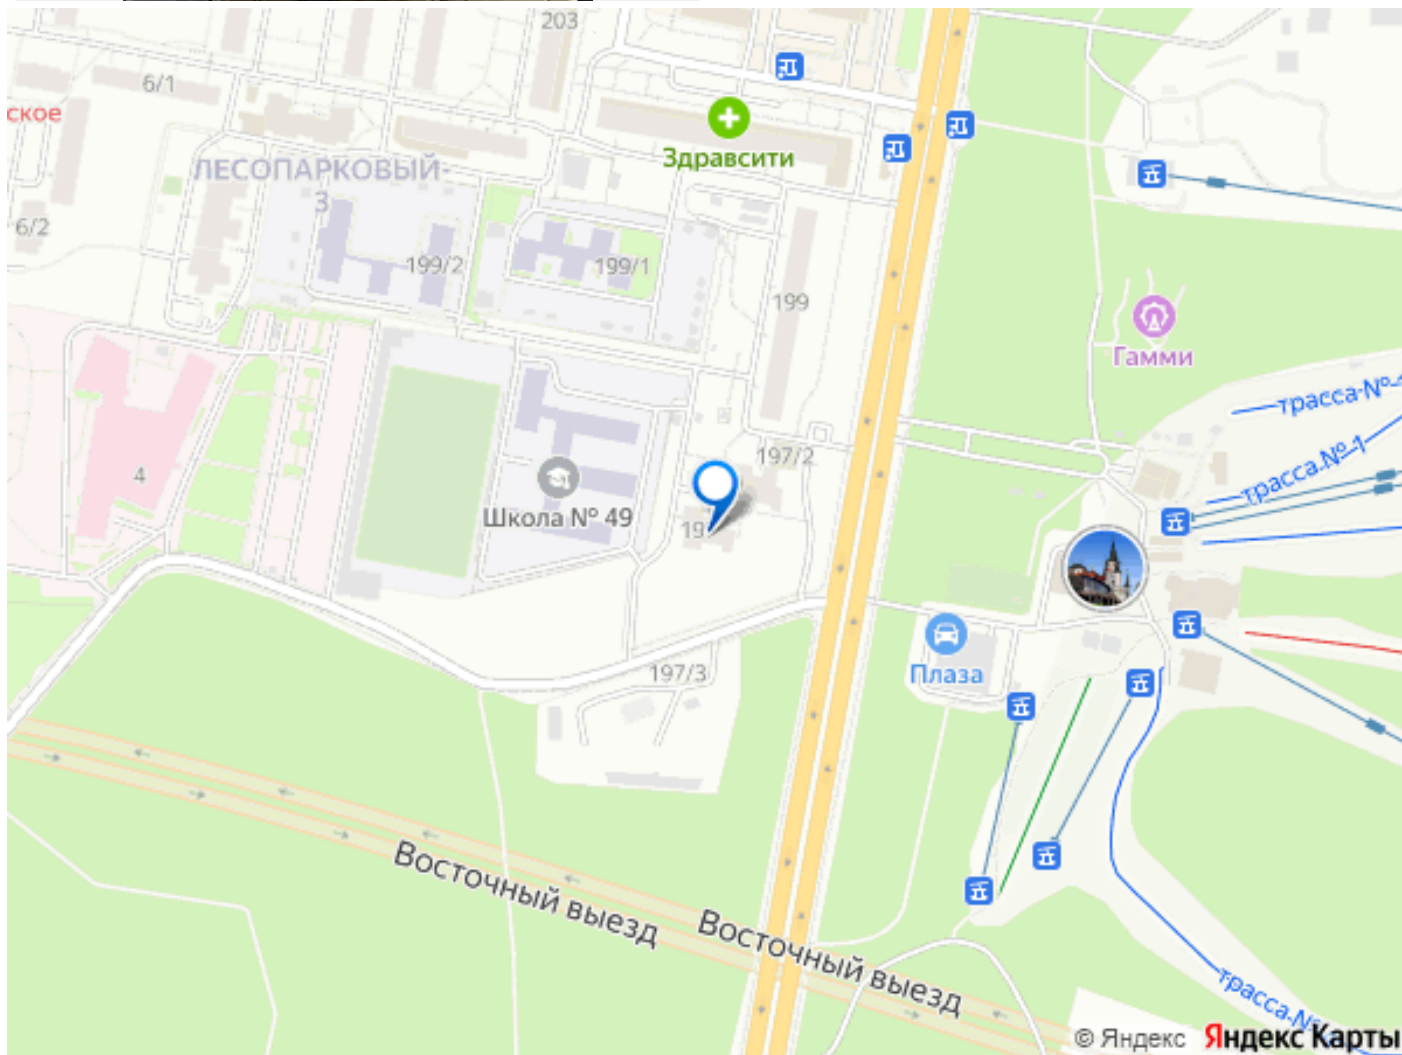 203
6/1
ское
Здравсити
ЛЕСОПАРКОВЫЙ-
3
6/2
199/2
199/1
199
Гамми
трасса №
трасса №1
197/2
4
Школа № 49
19
Плаза
197/3
Восточный выезд
Восточный выезд
трасса №
© Яндекс Яндекс Карты